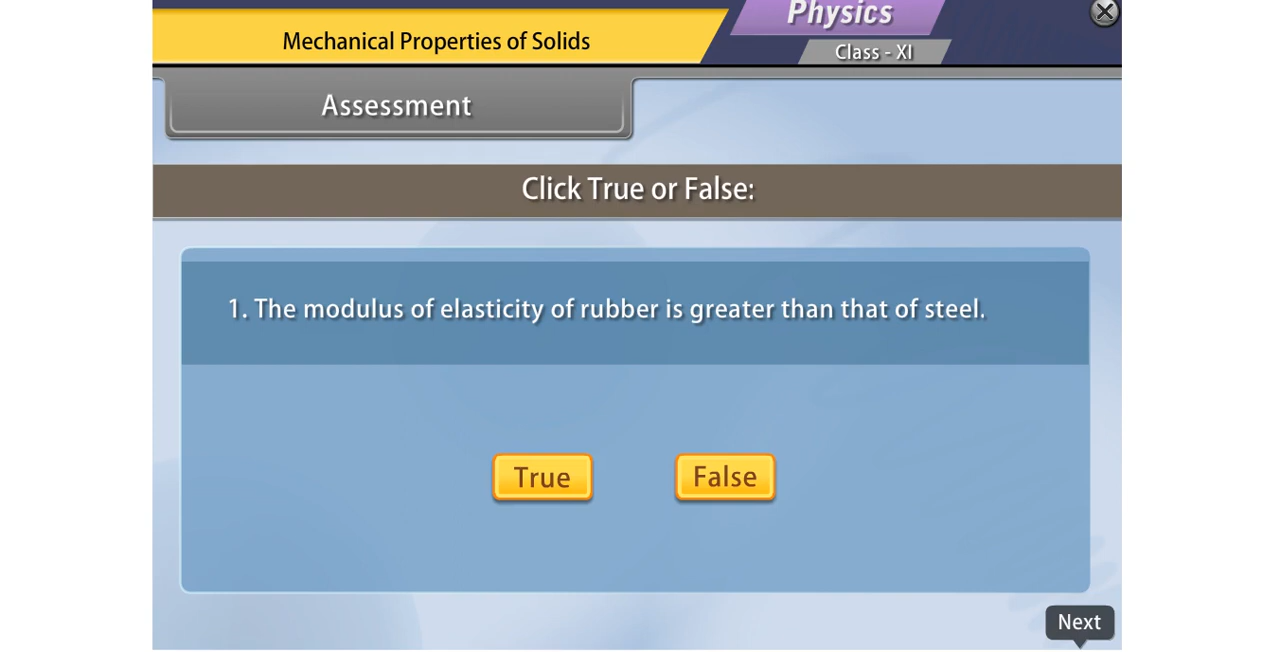 Mechanical Properties of Solids
Physics
Class - XI
Assessment
Click True or False:
1. The modulus of elasticity of rubber is greater than that of steel.
True
False
Next